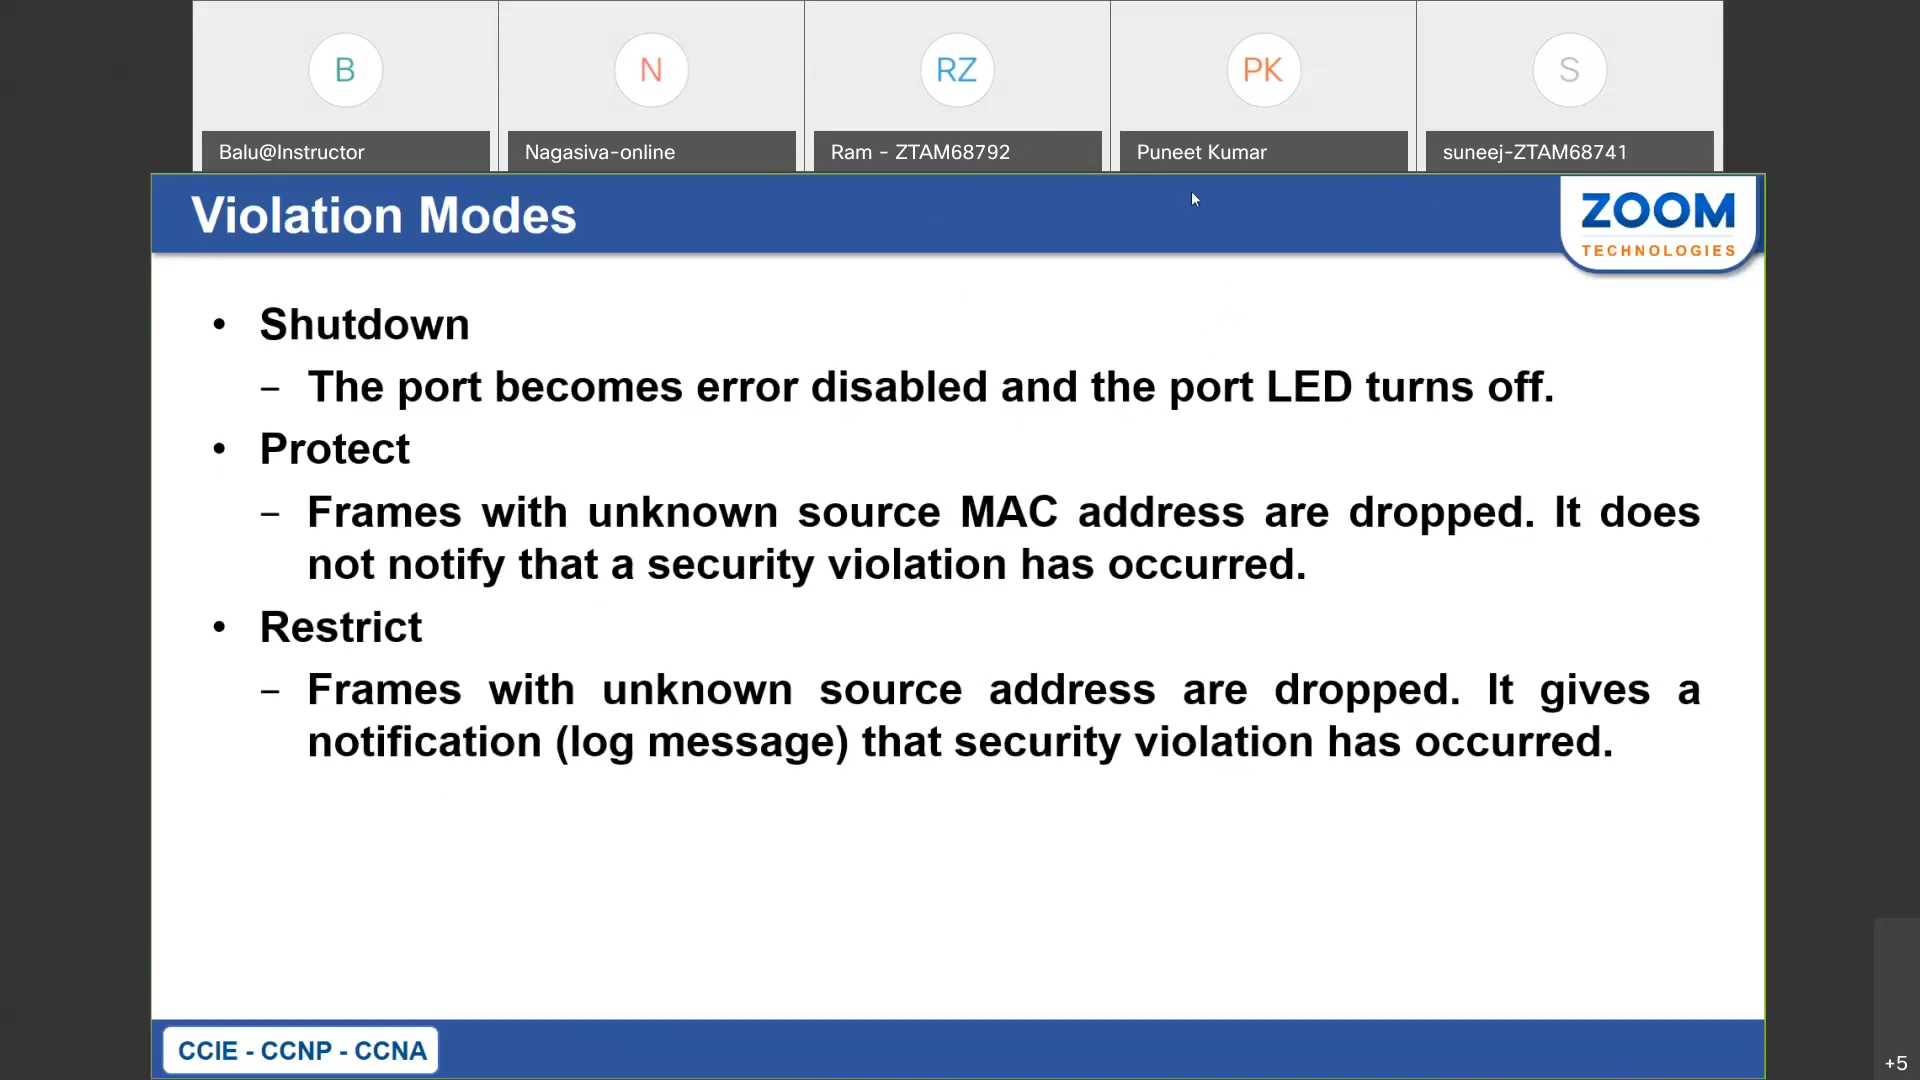 B
N
RZ
PK
S
Balu@Instructor
Nagasiva-online
Ram - ZTAM68792
Puneet Kumar
suneej-ZTAM68741
Violation Modes
ZOOM
TECHNOLOGIES
• Shutdown
– The port becomes error disabled and the port LED turns off.
• Protect
– Frames with unknown source MAC address are dropped. It does
not notify that a security violation has occurred.
• Restrict
– Frames with unknown source address are dropped. It gives a
notification (log message) that security violation has occurred.
CCIE - CCNP - CCNA
+5